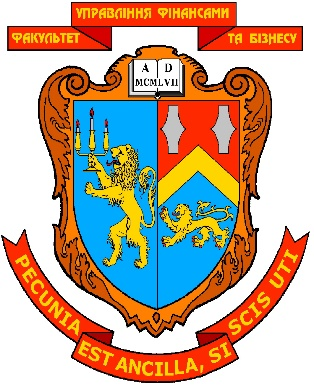 УПРАВЛІННЯ ФІНАНСАМИ
ФАКУЛЬТЕТ ТА БІЗНЕСУ
A D
MCMLVII
PECUNIA EST ANCILLA, SI SCIS UTI